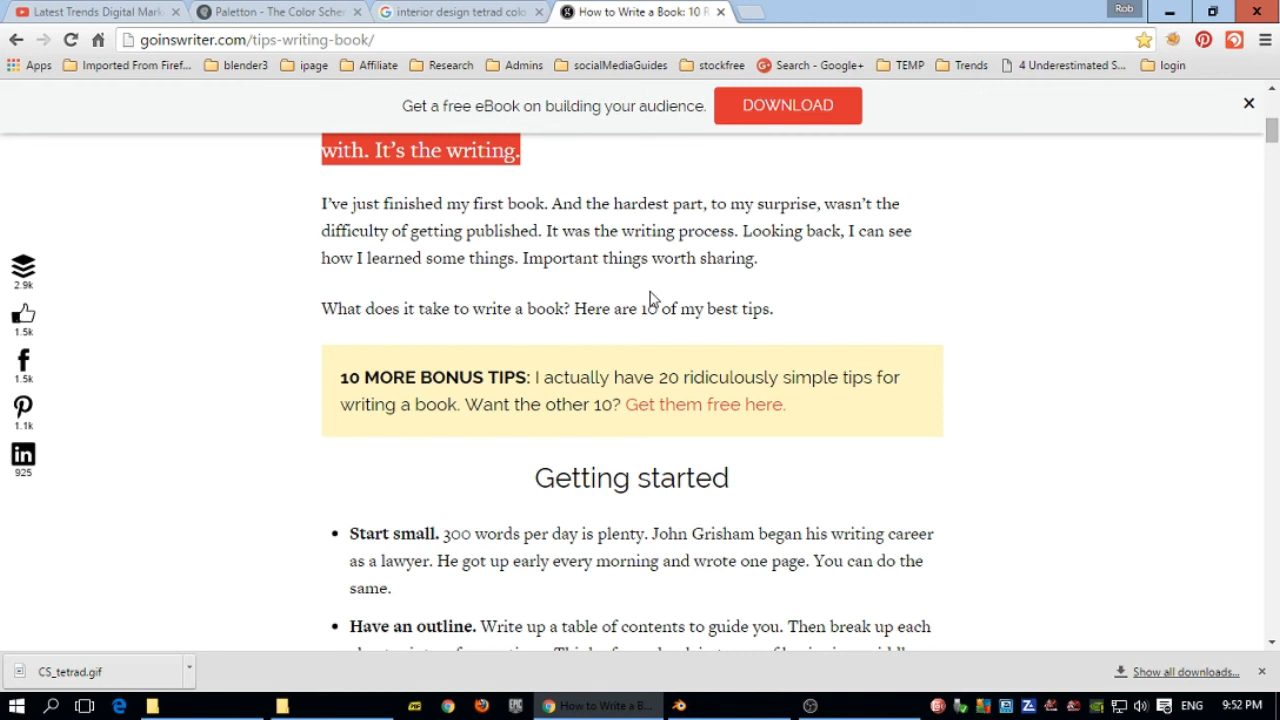 Latest Trends Digital Mark
Paletton - The Color Sche
interior design tetrad colo
How to Write a Book: 10 R
Rob
goinswriter.com/tips-writing-book/
Apps
Imported From Firef...
blender3
ipage
Affiliate
Research
Admins
socialMediaGuides
stockfree
Search - Google+
TEMP
Trends
4 Underestimated S...
login
Get a free eBook on building your audience.
DOWNLOAD
with. It's the writing.
I've just finished my first book. And the hardest part, to my surprise, wasn't the
difficulty of getting published. It was the writing process. Looking back, I can see
how I learned some things. Important things worth sharing.
What does it take to write a book? Here are 10 of my best tips.
2.9k
1.5k
1.5k
1.1k
925
10 MORE BONUS TIPS: I actually have 20 ridiculously simple tips for
writing a book. Want the other 10? Get them free here.
Getting started
Start small. 300 words per day is plenty. John Grisham began his writing career
as a lawyer. He got up early every morning and wrote one page. You can do the
same.
Have an outline. Write up a table of contents to guide you. Then break up each
CS_tetrad.gif
Show all downloads...
How to Write a B...
ENG
9:52 PM